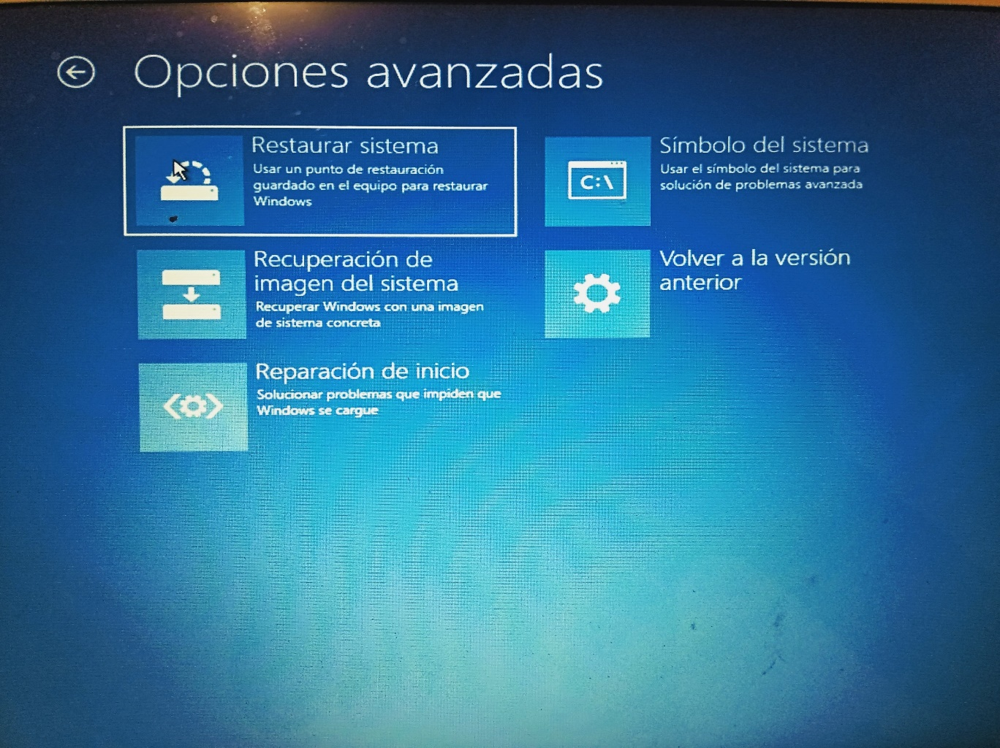 Opciones avanzadas
Restaurar sistema
Usar un punto de restauración
guardado en el equipo para restaurar
Windows
Símbolo del sistema
Usar el símbolo del sistema para
solución de problemas avanzada
C:\
Recuperación de
imagen del sistema
Recuperar Windows con una imagen
de sistema concreta
Volver a la versión
anterior
Reparación de inicio
Solucionar problemas que impiden que
Windows se cargue